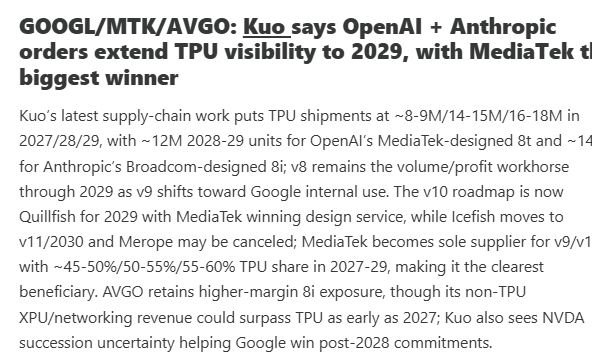 GOOGL/MTK/AVGO: Kuo says OpenAI + Anthropic
orders extend TPU visibility to 2029, with MediaTek
biggest winner
Kuo’s latest supply-chain work puts TPU shipments at ~8-9M/14-15M/16-18M in
2027/28/29, with ~12M 2028-29 units for OpenAI’s MediaTek-designed 8t and
for Anthropic’s Broadcom-designed 8i; v8 remains the volume/profit workhorse
through 2029 as v9 shifts toward Google internal use. The v10 roadmap is now
Quillfish for 2029 with MediaTek winning design service, while Icefish moves to
v11/2030 and Merope may be canceled; MediaTek becomes sole supplier for
with ~45-50%/50-55%/55-60% TPU share in 2027-29, making it the clearest
beneficiary. AVGO retains higher-margin 8i exposure, though its non-TPU
XPU/networking revenue could surpass TPU as early as 2027; Kuo also sees NVDA
succession uncertainty helping Google win post-2028 commitments.